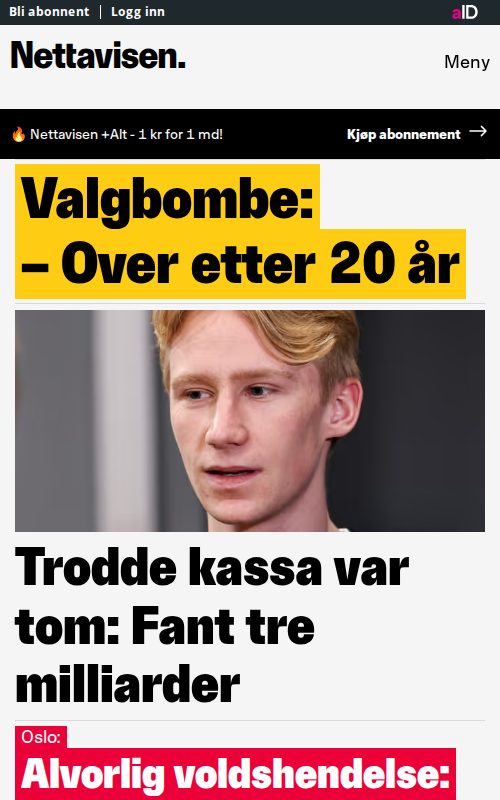 Bli abonnent | Logg inn
aID
Nettavisen.
Meny
🔥 Nettavisen +Alt - 1 kr for 1 md!
Kjøp abonnement →
Valgbombe:
– Over etter 20 år
Trodde kassa var
tom: Fant tre
milliarder
Oslo:
Alvorlig voldshendelse: